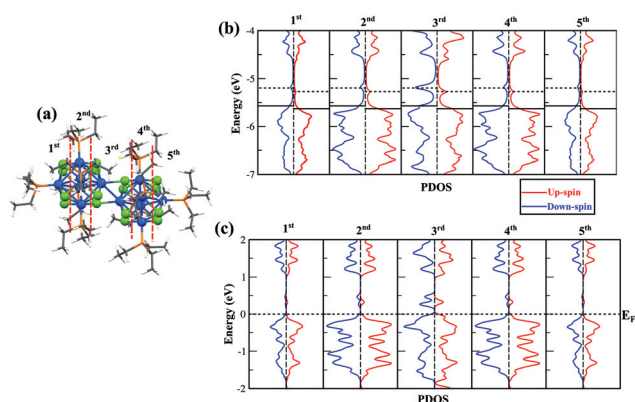 (a)
1st
2nd
3rd
4th
5th
(b)
1st 2nd 3rd 4th 5th
Energy (eV)
-4
-5
-6
-7
PDOS
Up-spin
Down-spin
(c)
1st 2nd 3rd 4th 5th
Energy (eV)
2
1
0
-1
-2
EF
PDOS